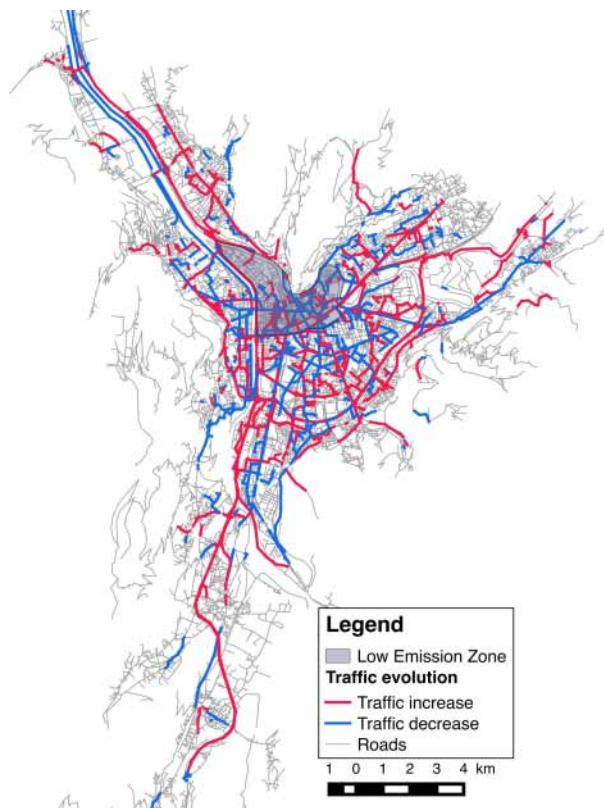 Legend
Low Emission Zone
Traffic evolution
Traffic increase
Traffic decrease
Roads
1 0 1 2 3 4 km